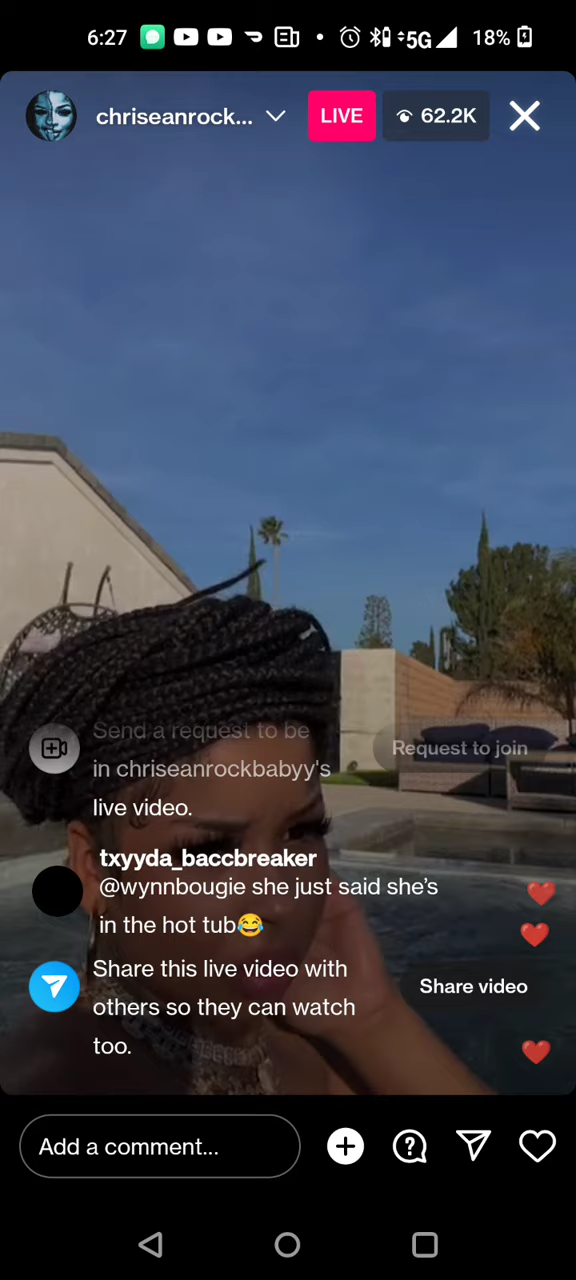 6:27 5G 18%
chriseanrock... LIVE 62.2K
Send a request to be
in chriseanrockbabyy's
live video.
Request to join
txyyda_baccbreaker
@wynnbougie she just said she’s
in the hot tub😂
Share this live video with
others so they can watch
too.
Share video
Add a comment...